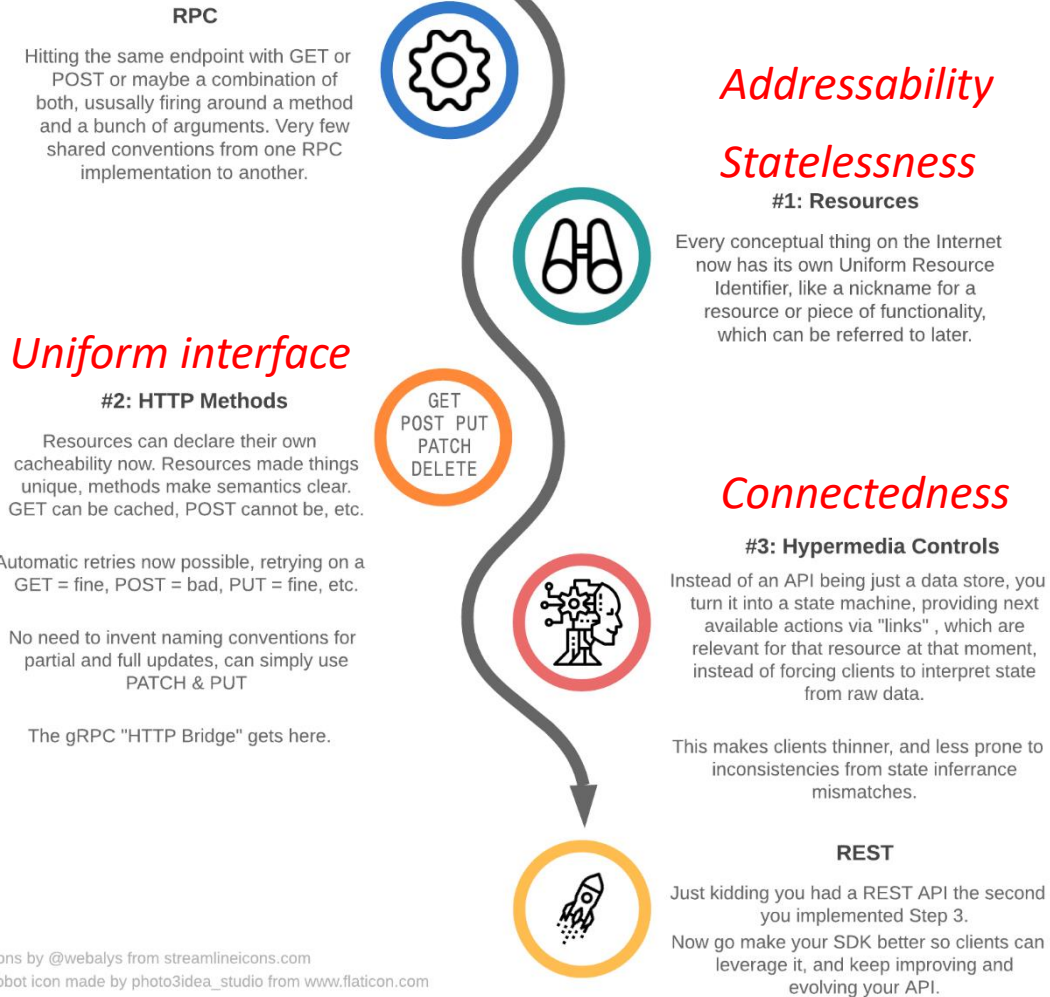 RPC
Hitting the same endpoint with GET or
POST or maybe a combination of
both, ususally firing around a method
and a bunch of arguments. Very few
shared conventions from one RPC
implementation to another.
Addressability
Statelessness
#1: Resources
Every conceptual thing on the Internet
now has its own Uniform Resource
Identifier, like a nickname for a
resource or piece of functionality,
which can be referred to later.
Uniform interface
#2: HTTP Methods
Resources can declare their own
cacheability now. Resources made things
unique, methods make semantics clear.
GET can be cached, POST cannot be, etc.
Automatic retries now possible, retrying on a
GET = fine, POST = bad, PUT = fine, etc.
No need to invent naming conventions for
partial and full updates, can simply use
PATCH & PUT
The gRPC "HTTP Bridge" gets here.
GET
POST PUT
PATCH
DELETE
Connectedness
#3: Hypermedia Controls
Instead of an API being just a data store, you
turn it into a state machine, providing next
available actions via "links" , which are
relevant for that resource at that moment,
instead of forcing clients to interpret state
from raw data.
This makes clients thinner, and less prone to
inconsistencies from state inferrance
mismatches.
REST
Just kidding you had a REST API the second
you implemented Step 3.
Now go make your SDK better so clients can
leverage it, and keep improving and
evolving your API.
ons by @webalys from streamlineicons.com
obot icon made by photo3idea_studio from www.flaticon.com